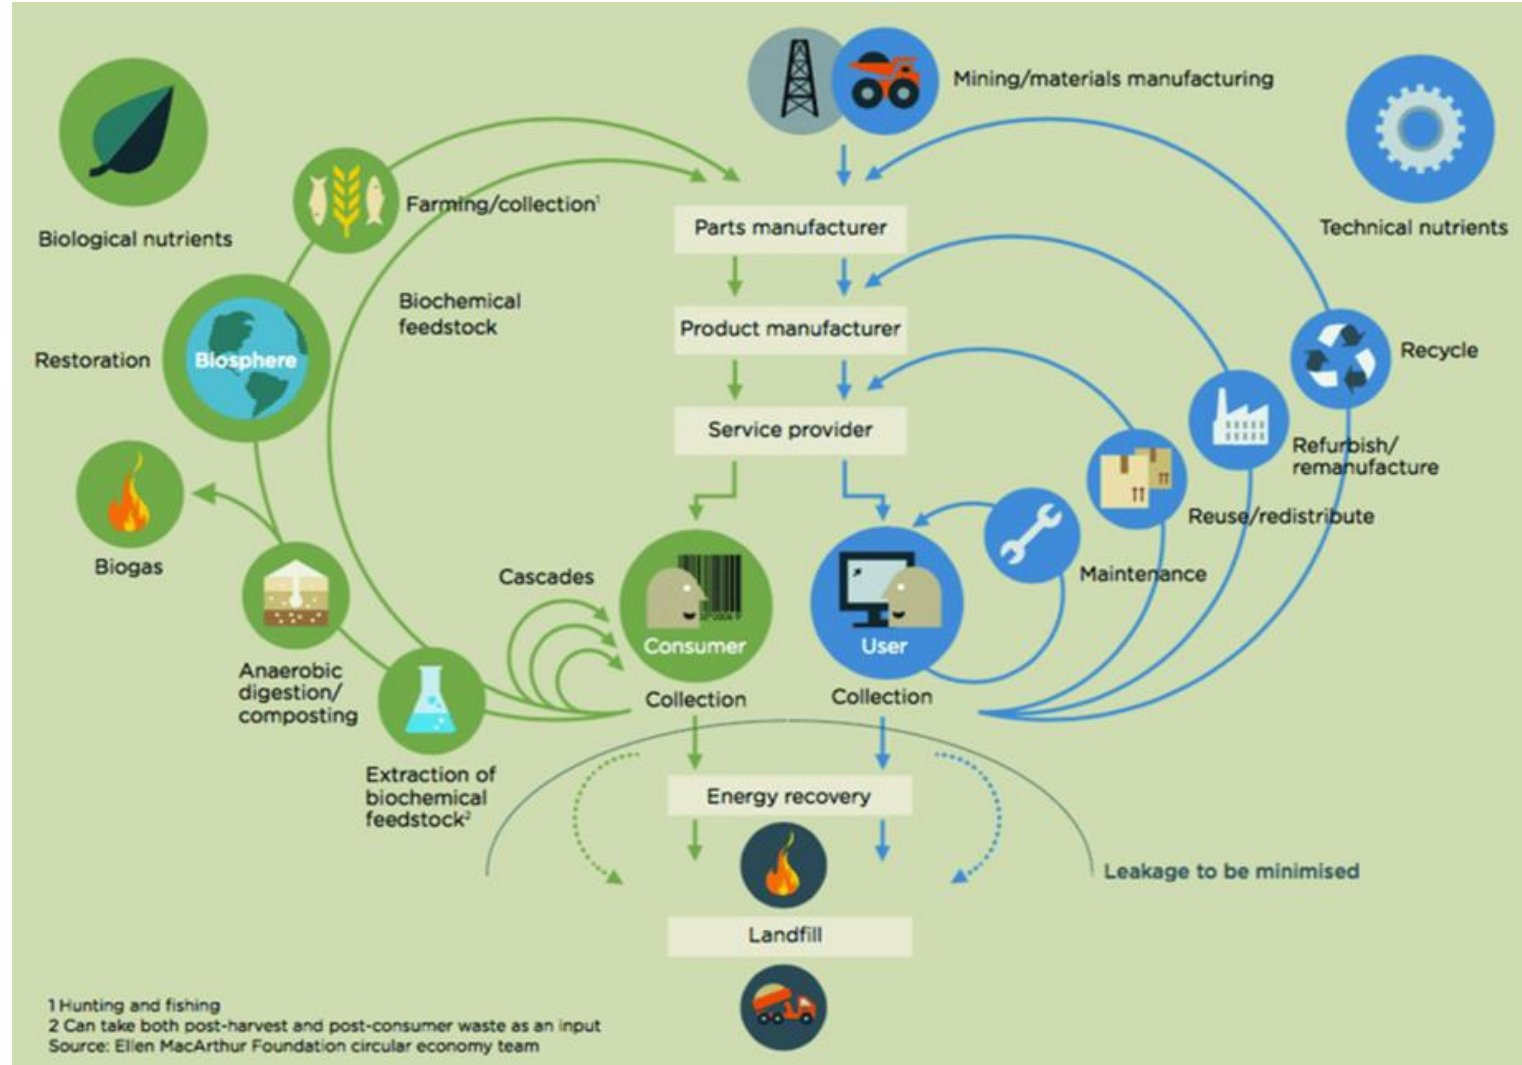 Mining/materials manufacturing
Biological nutrients
Technical nutrients
Farming/collection¹
Parts manufacturer
Biochemical
feedstock
Product manufacturer
Restoration
Biosphere
Recycle
Service provider
Refurbish/
remanufacture
Reuse/redistribute
Biogas
Cascades
Maintenance
Consumer
User
Anaerobic
digestion/
composting
Collection
Collection
Extraction of
biochemical
feedstock²
Energy recovery
Leakage to be minimised
Landfill
1 Hunting and fishing
2 Can take both post-harvest and post-consumer waste as an input
Source: Ellen MacArthur Foundation circular economy team